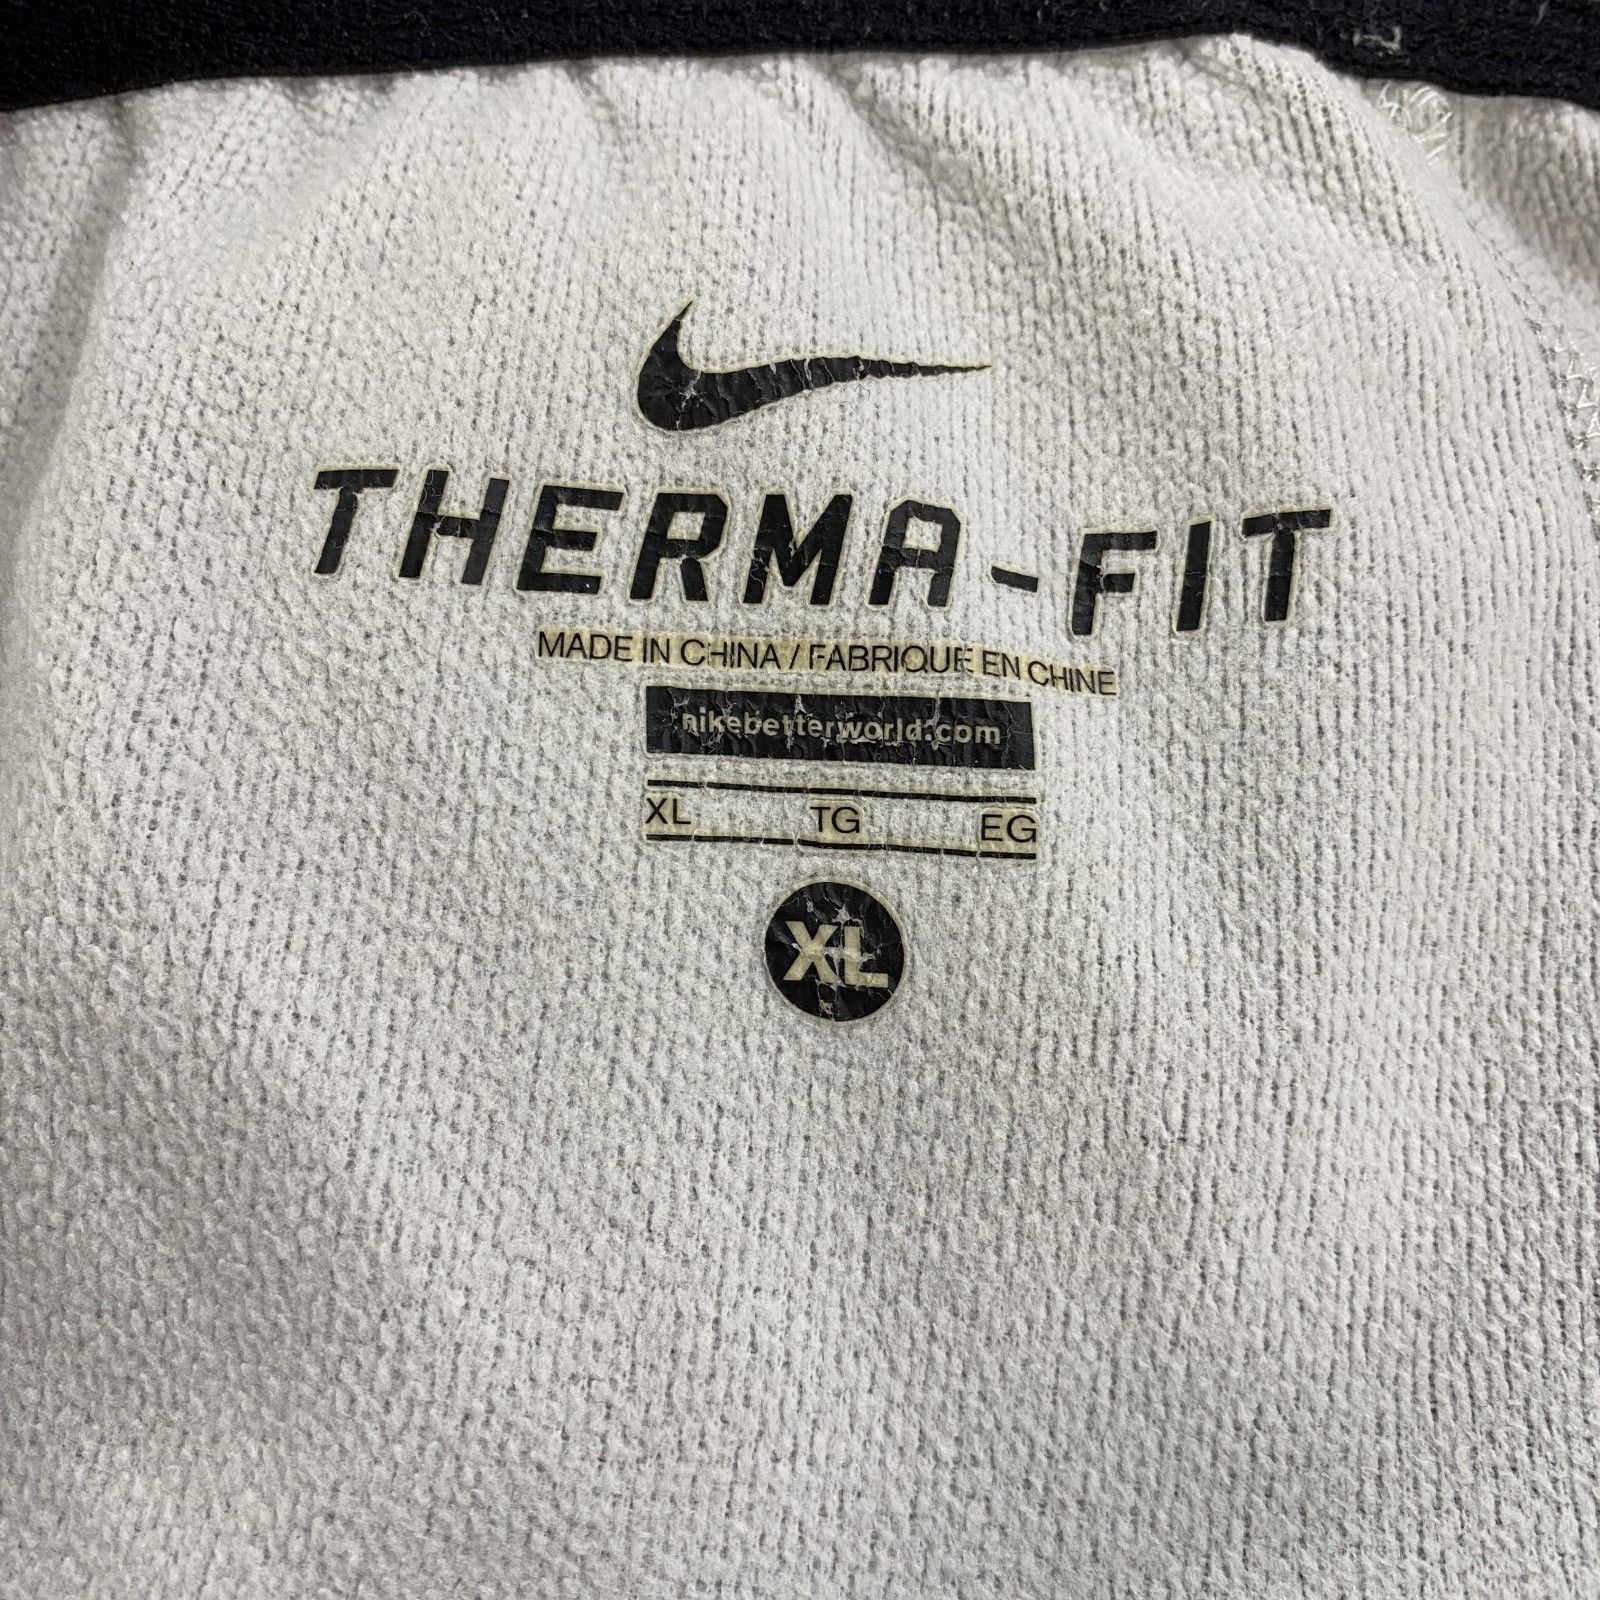 THERMA-FIT
MADE IN CHINA / FABRIQUE EN CHINE
nikebetterworld.com
XL TG EG
XL